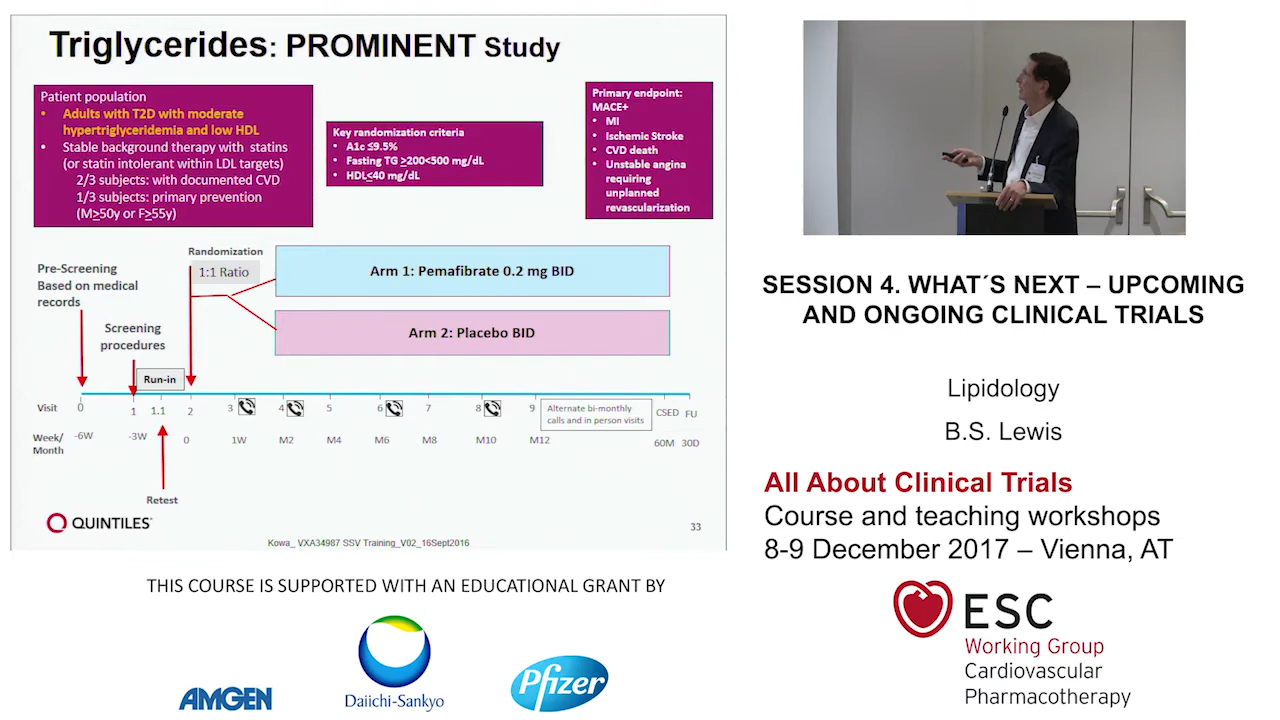 Triglycerides: PROMINENT Study
Patient population
• Adults with T2D with moderate
hypertriglyceridemia and low HDL
• Stable background therapy with statins
(or statin intolerant within LDL targets)
2/3 subjects: with documented CVD
1/3 subjects: primary prevention
(M>50y or F>55y)
Key randomization criteria
• A1c ≤9.5%
• Fasting TG >200<500 mg/dL
• HDL<40 mg/dL
Primary endpoint:
MACE+
• MI
• Ischemic Stroke
• CVD death
• Unstable angina
requiring
unplanned
revascularization
Randomization
1:1 Ratio
Arm 1: Pemafibrate 0.2 mg BID
Arm 2: Placebo BID
Pre-Screening
Based on medical
records
Screening
procedures
Run-in
Visit 0 1 1.1 2 3 4 5 6 7 8 9
Alternate bi-monthly
calls and in person visits
CSED FU
Week/
Month
-6W -3W 0 1W M2 M4 M6 M8 M10 M12 60M 30D
Retest
QUINTILES
33
Kowa_ VXA34987 SSV Training_V02_16Sept2016
THIS COURSE IS SUPPORTED WITH AN EDUCATIONAL GRANT BY
AMGEN
Daiichi-Sankyo
Pfizer
SESSION 4. WHAT´S NEXT – UPCOMING
AND ONGOING CLINICAL TRIALS
Lipidology
B.S. Lewis
All About Clinical Trials
Course and teaching workshops
8-9 December 2017 – Vienna, AT
ESC
Working Group
Cardiovascular
Pharmacotherapy